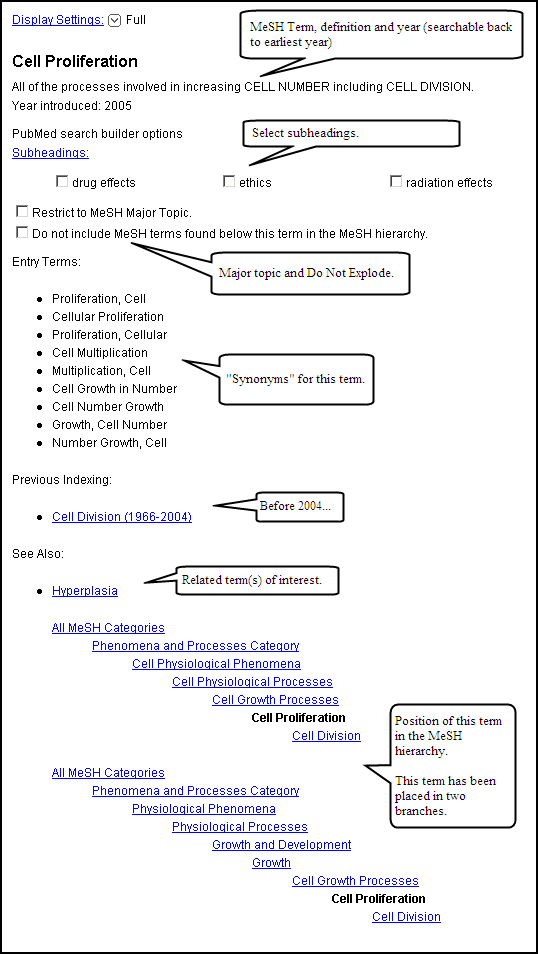 Display Settings: Full
MeSH Term, definition and year (searchable back
to earliest year)
Cell Proliferation
All of the processes involved in increasing CELL NUMBER including CELL DIVISION.
Year introduced: 2005
PubMed search builder options
Select subheadings.
Subheadings:
drug effects
ethics
radiation effects
Restrict to MeSH Major Topic.
Do not include MeSH terms found below this term in the MeSH hierarchy.
Entry Terms:
Major topic and Do Not Explode.
Proliferation, Cell
Cellular Proliferation
Proliferation, Cellular
Cell Multiplication
Multiplication, Cell
Cell Growth in Number
Cell Number Growth
Growth, Cell Number
Number Growth, Cell
"Synonyms" for this term.
Previous Indexing:
Cell Division (1966-2004)
Before 2004...
See Also:
Hyperplasia
Related term(s) of interest.
All MeSH Categories
Phenomena and Processes Category
Cell Physiological Phenomena
Cell Physiological Processes
Cell Growth Processes
Cell Proliferation
Cell Division
Position of this term
in the MeSH
hierarchy.
This term has been
placed in two
branches.
All MeSH Categories
Phenomena and Processes Category
Physiological Phenomena
Physiological Processes
Growth and Development
Growth
Cell Growth Processes
Cell Proliferation
Cell Division